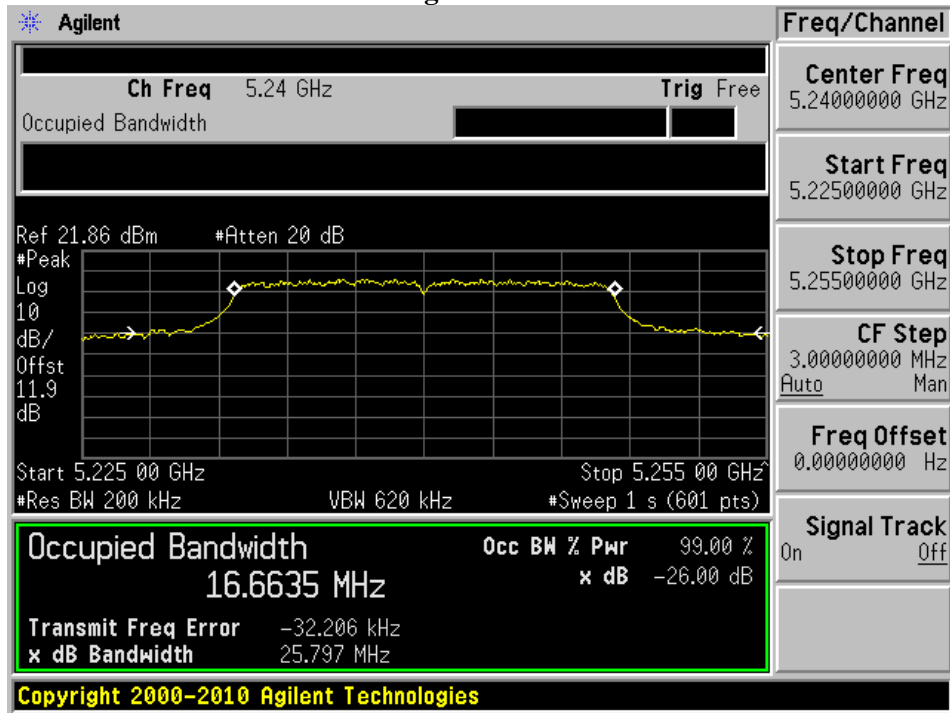 Agilent
Freq/Channel
Ch Freq 5.24 GHz Trig Free
Occupied Bandwidth
Center Freq
5.24000000 GHz
Start Freq
5.22500000 GHz
Stop Freq
5.25500000 GHz
CF Step
3.00000000 MHz
Auto Man
Freq Offset
0.00000000 Hz
Signal Track
On Off
Ref 21.86 dBm #Atten 20 dB
#Peak
Log
10
dB/
Offst
11.9
dB
Start 5.225 00 GHz Stop 5.255 00 GHz^
#Res BW 200 kHz VBW 620 kHz #Sweep 1 s (601 pts)
Occupied Bandwidth Occ BW % Pwr 99.00 %
16.6635 MHz x dB -26.00 dB
Transmit Freq Error -32.206 kHz
x dB Bandwidth 25.797 MHz
Copyright 2000-2010 Agilent Technologies